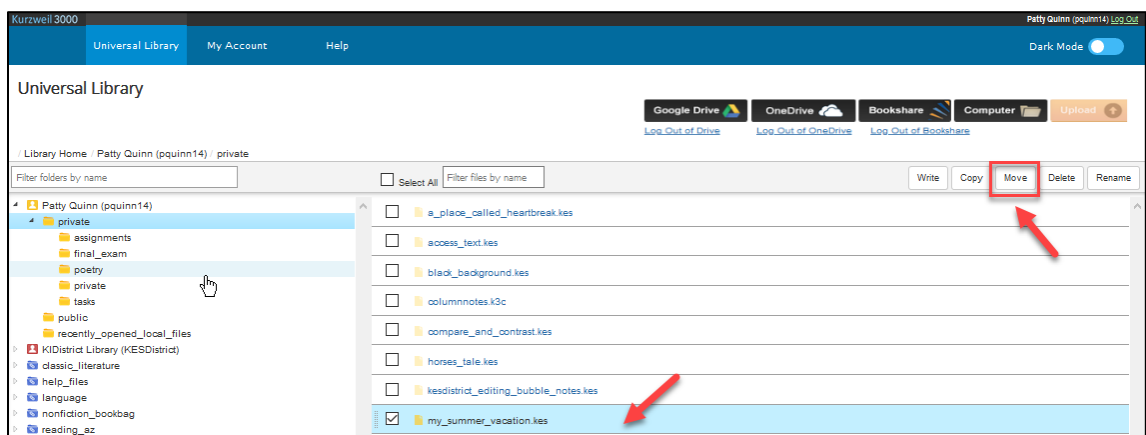 Kurzweil 3000
Patty Quinn (pquinn14) Log Out
Universal Library My Account Help Dark Mode
Universal Library
Google Drive OneDrive Bookshare Computer Upload
Log Out of Drive Log Out of OneDrive Log Out of Bookshare
/ Library Home / Patty Quinn (pquinn14) / private
Filter folders by name
Select All Filter files by name Write Copy Move Delete Rename
Patty Quinn (pquinn14)
private
assignments
final_exam
poetry
private
tasks
public
recently_opened_local_files
KIDistrict Library (KESDistrict)
classic_literature
help_files
language
nonfiction_bookbag
reading_az
a_place_called_heartbreak.kes
access_text.kes
black_background.kes
columnnotes.k3c
compare_and_contrast.kes
horses_tale.kes
kesdistrict_editing_bubble_notes.kes
my_summer_vacation.kes